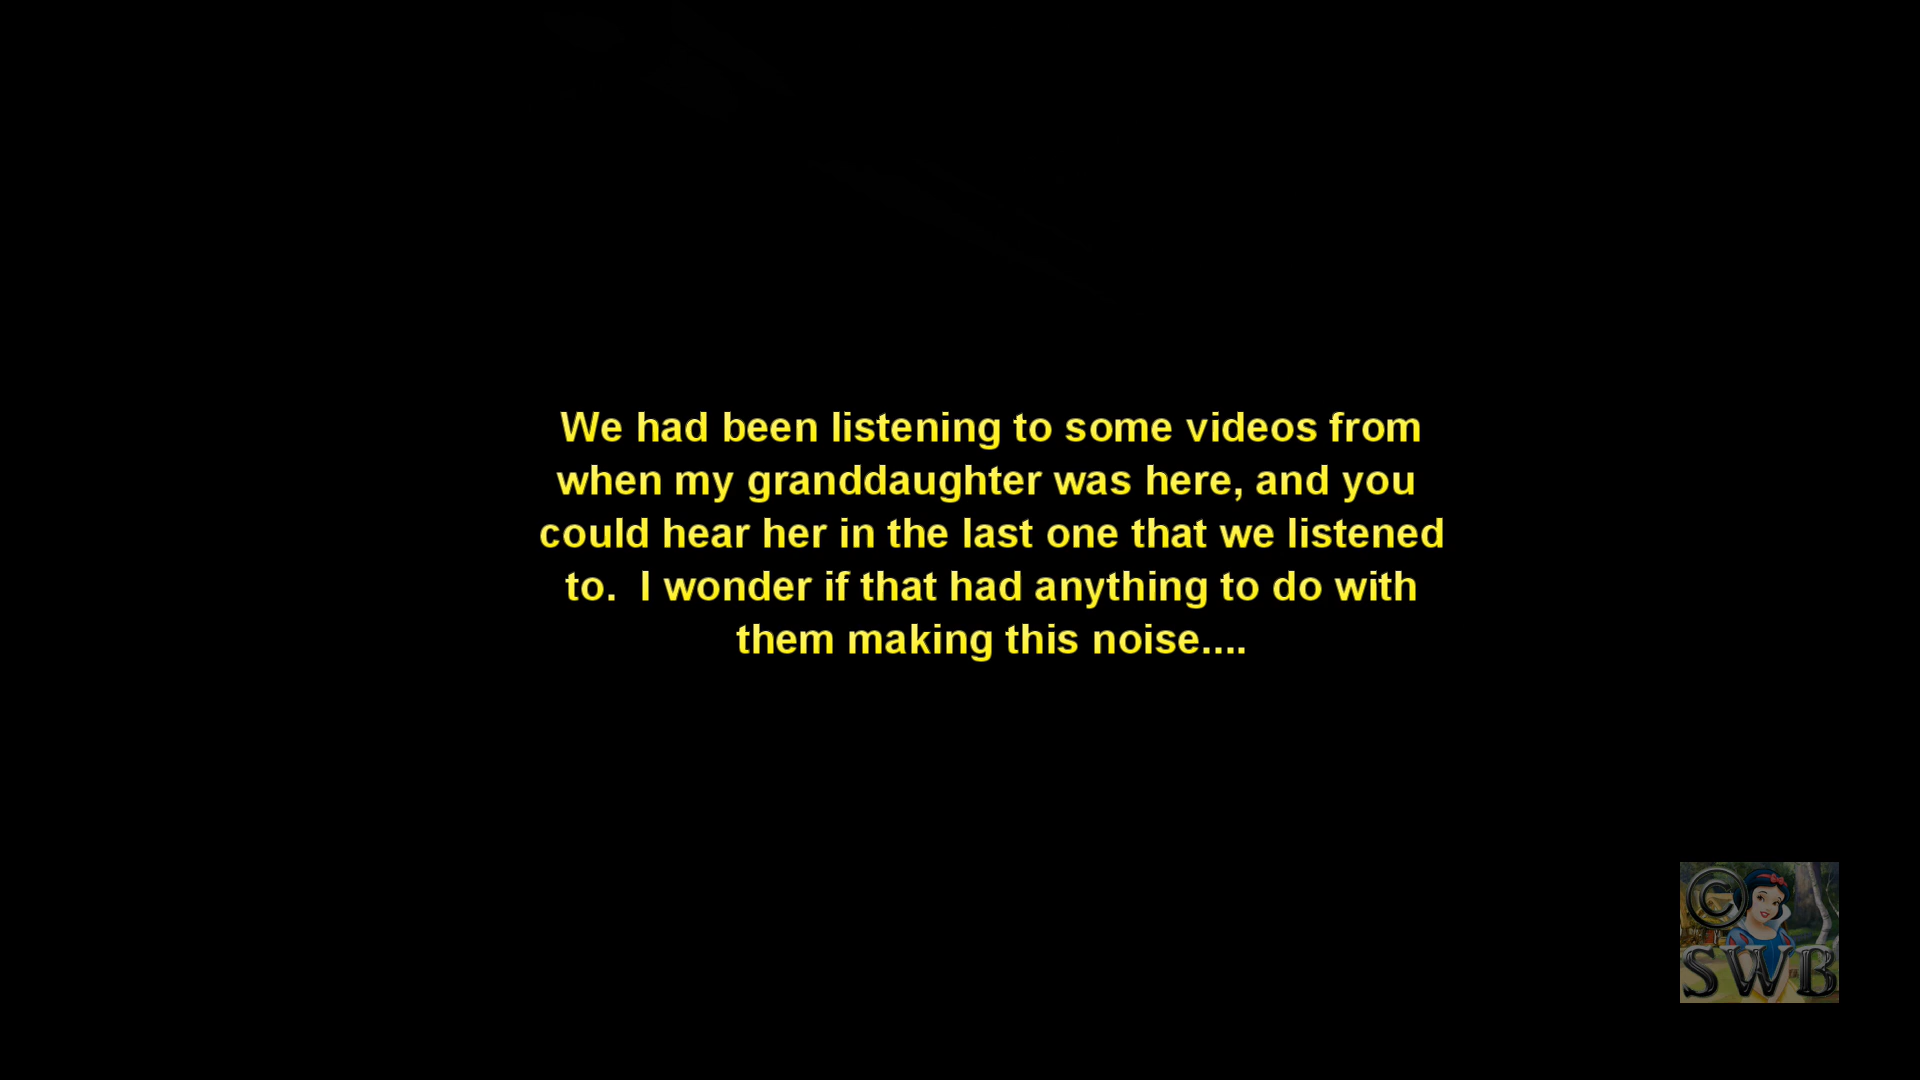 We had been listening to some videos from
when my granddaughter was here, and you
could hear her in the last one that we listened
to.  I wonder if that had anything to do with
them making this noise....
©
SWB